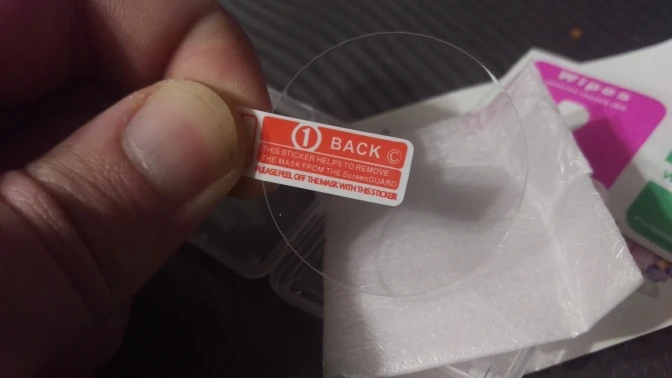 1 BACK ©
THIS STICKER HELPS TO REMOVE
THE MASK FROM THE ScreenGUARD
PLEASE PEEL OFF THE MASK WITH THIS STICKER
Wipes